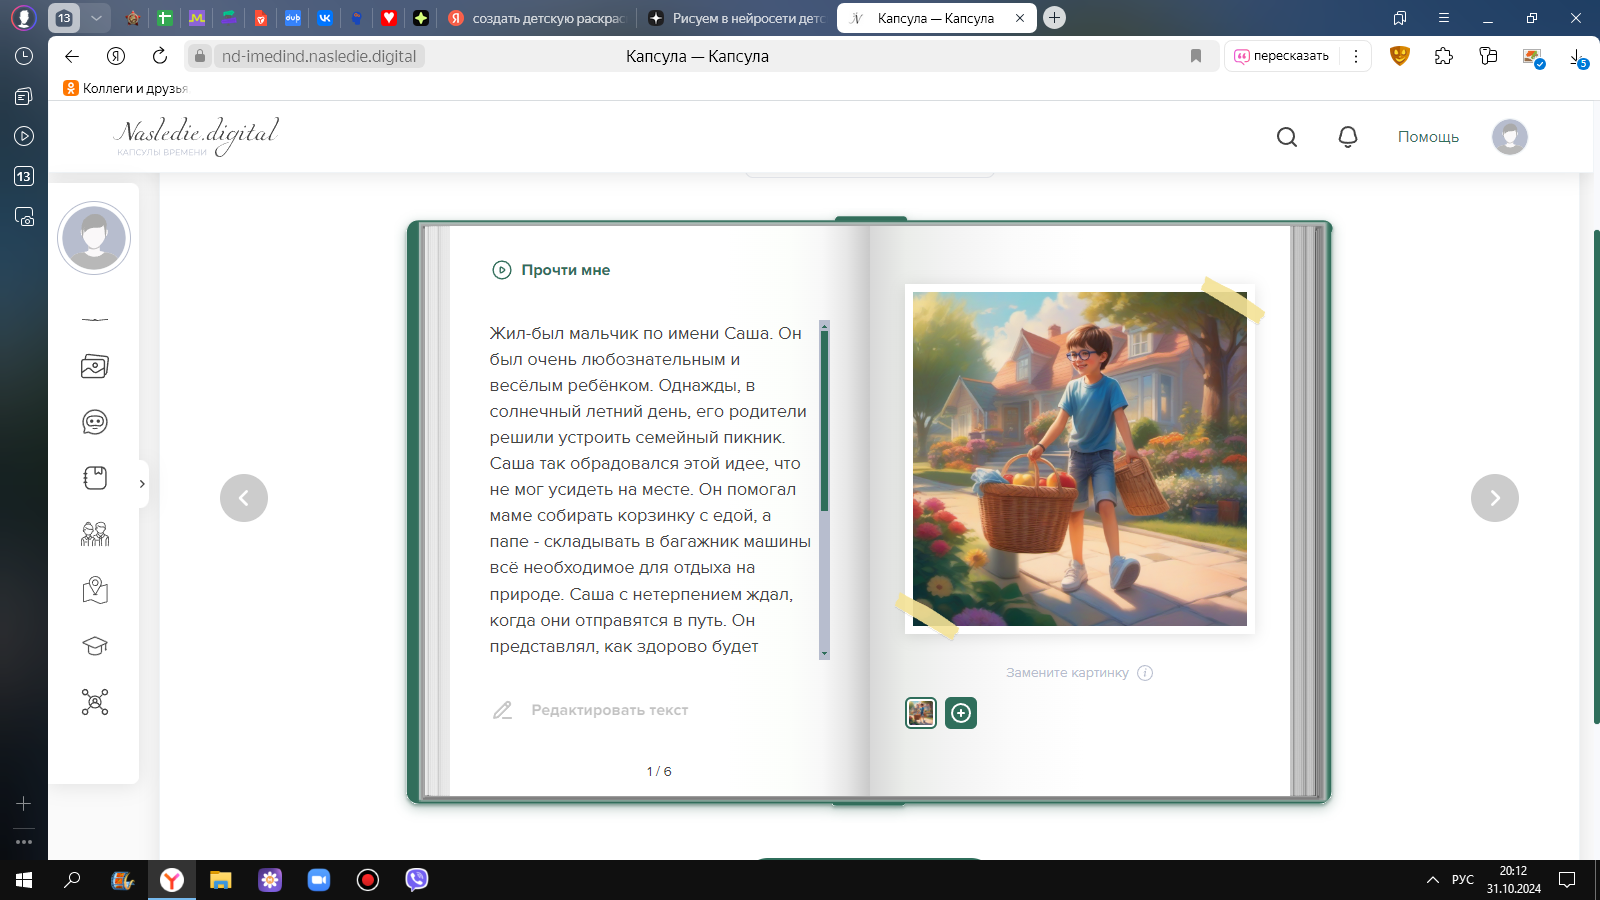 13
создать детскую раскрас
Рисуем в нейросети детс
Капсула — Капсула
nd-imedind.nasledie.digital
Капсула — Капсула
пересказать
5
Коллеги и друзья
13
Nasledie.digital
КАПСУЛЫ ВРЕМЕНИ
Помощь
Прочти мне
Жил-был мальчик по имени Саша. Он
был очень любознательным и
весёлым ребёнком. Однажды, в
солнечный летний день, его родители
решили устроить семейный пикник.
Саша так обрадовался этой идее, что
не мог усидеть на месте. Он помогал
маме собирать корзинку с едой, а
папе - складывать в багажник машины
всё необходимое для отдыха на
природе. Саша с нетерпением ждал,
когда они отправятся в путь. Он
представлял, как здорово будет
Редактировать текст
1 / 6
Замените картинку
РУС
20:12
31.10.2024